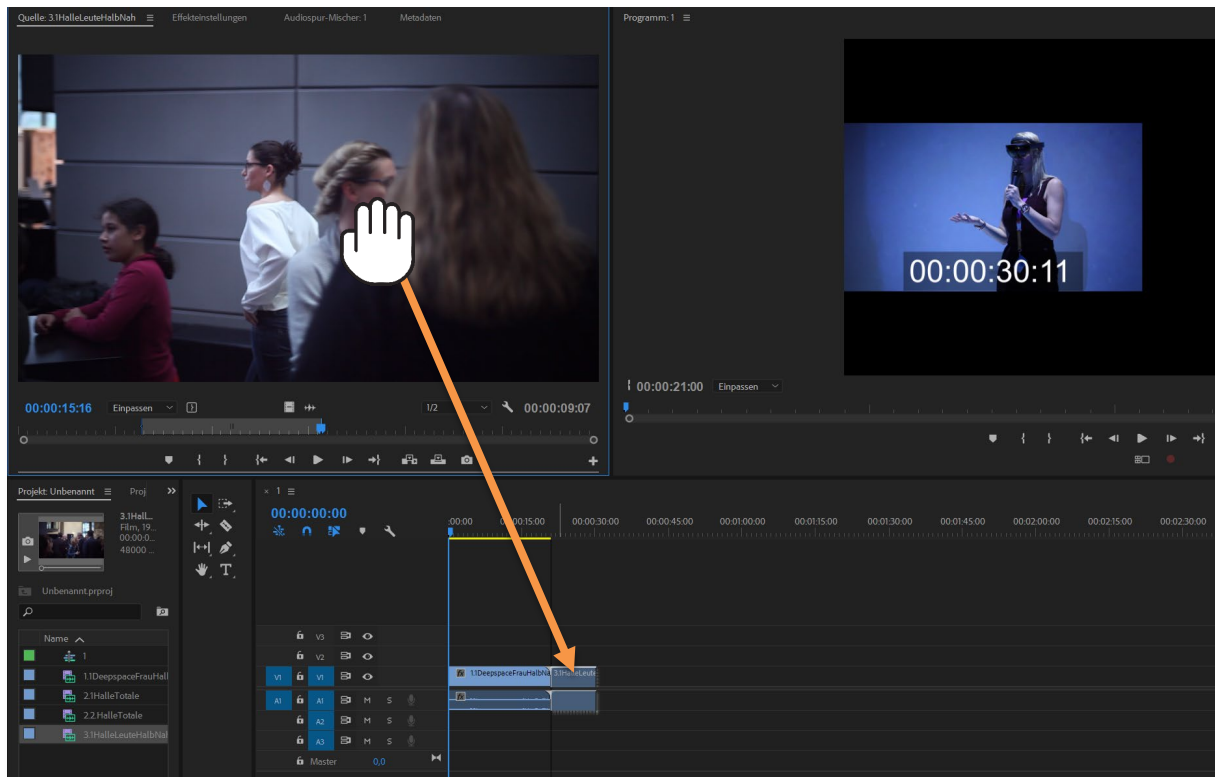 Quelle: 3.1HalleLeuteHalbNah Effekteinstellungen Audiospur-Mischer: 1 Metadaten
Programm: 1
00:00:30:11
00:00:21:00 Einpassen
00:00:15:16 Einpassen 1/2 00:00:09:07
Projekt: Unbenannt Proj
3.1Hall...
Film, 19...
00:00:0...
48000 ...
Unbenannt.prproj
Name
1
1.1DeepspaceFrauHall
2.1HalleTotale
2.2.HalleTotale
3.1HalleLeuteHalbNal
T
× 1
00:00:00:00
:00:00 00:00:15:00 00:00:30:00 00:00:45:00 00:01:00:00 00:01:15:00 00:01:30:00 00:01:45:00 00:02:00:00 00:02:15:00 00:02:30:00
V3
V2
V1 V1 1.1DeepspaceFrauHalbNa 3.1HalleLeute
A1 A1 M S
A2 M S
A3 M S
Master 0,0